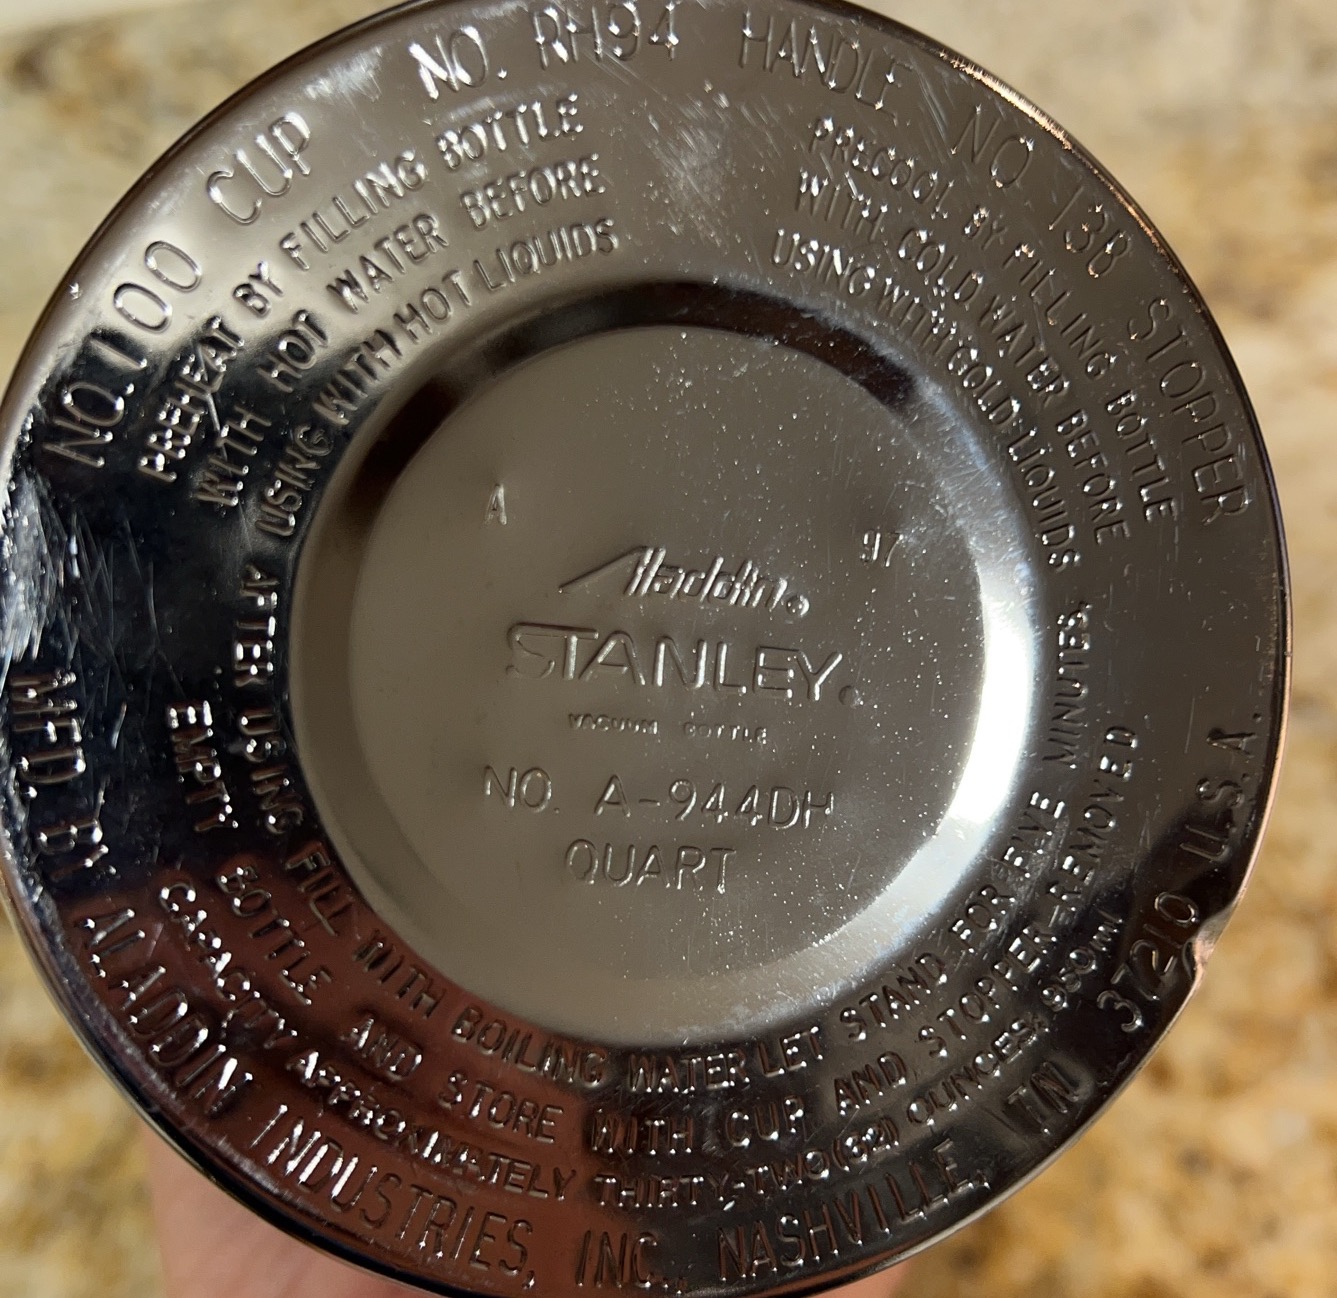 NO. 100 CUP NO. RH94 HANDLE NO. 13B STOPPER
PREHEAT BY FILLING BOTTLE
WITH HOT WATER BEFORE
USING WITH HOT LIQUIDS
PRECOOL BY FILLING BOTTLE
WITH COLD WATER BEFORE
USING WITH COLD LIQUIDS
A
97
Aladdin®
STANLEY®
VACUUM BOTTLE
NO. A-944DH
QUART
AFTER USING FILL WITH BOILING WATER LET STAND FOR FIVE MINUTES.
EMPTY BOTTLE AND STORE WITH CUP AND STOPPER REMOVED
CAPACITY APPROXIMATELY THIRTY-TWO (32) OUNCES. 950ml
MFD. BY ALADDIN INDUSTRIES, INC., NASHVILLE, TN 37210 U.S.A.